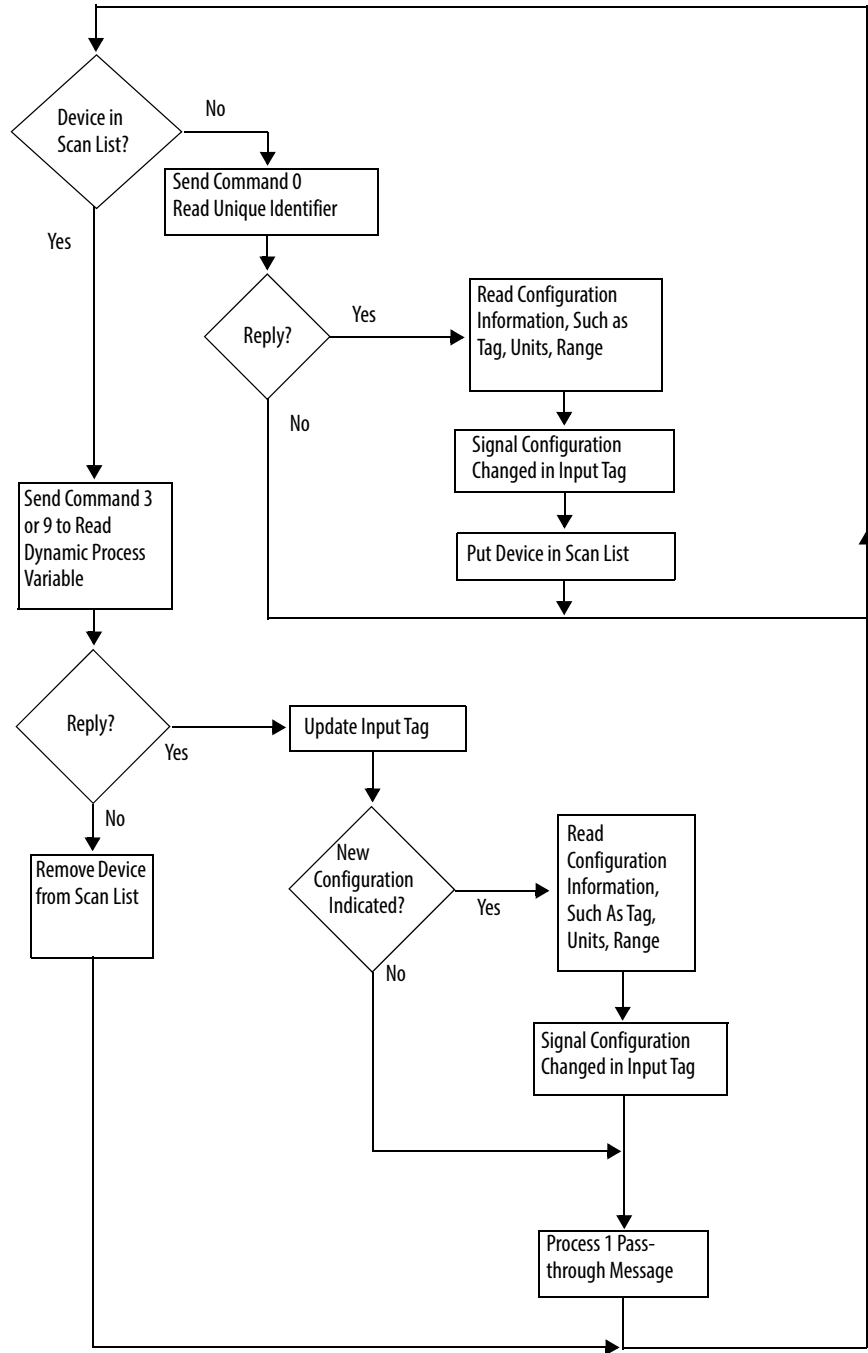 Device in
Scan List?
No
Send Command 0
Read Unique Identifier
Yes
Reply?
Yes
Read Configuration
Information, Such as
Tag, Units, Range
No
Signal Configuration
Changed in Input Tag
Put Device in Scan List
Send Command 3
or 9 to Read
Dynamic Process
Variable
Reply?
Yes
Update Input Tag
No
Remove Device
from Scan List
New
Configuration
Indicated?
Yes
Read
Configuration
Information,
Such As Tag,
Units, Range
No
Signal Configuration
Changed in Input Tag
Process 1 Pass-
through Message